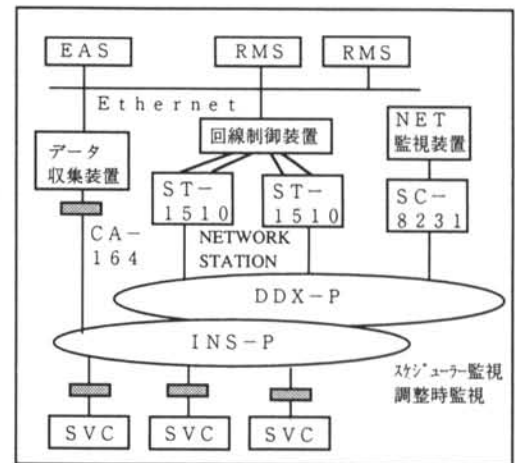 ＥＡＳ
ＲＭＳ
ＲＭＳ
Ｅｔｈｅｒｎｅｔ
データ
収集装置
回線制御装置
ＮＥＴ
監視装置
ＳＴ－
１５１０
ＳＴ－
１５１０
ＳＣ－
８２３１
ＣＡ－
１６４
NETWORK
STATION
ＤＤＸ－Ｐ
ＩＮＳ－Ｐ
ｽｹｼﾞｭｰﾗｰ監視
調整時監視
ＳＶＣ
ＳＶＣ
ＳＶＣ